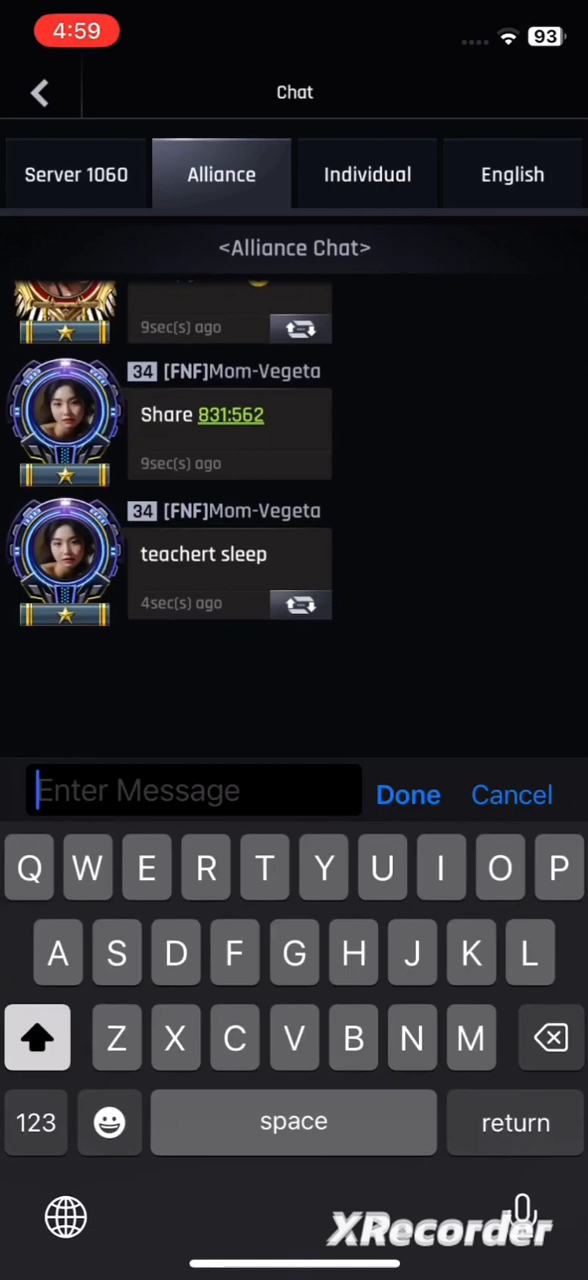 4:59
93
Chat
Server 1060
Alliance
Individual
English
<Alliance Chat>
9sec(s) ago
34 [FNF]Mom-Vegeta
Share 831:562
9sec(s) ago
34 [FNF]Mom-Vegeta
teachert sleep
4sec(s) ago
Enter Message
Done
Cancel
Q W E R T Y U I O P
A S D F G H J K L
Z X C V B N M
123
space
return
XRecorder